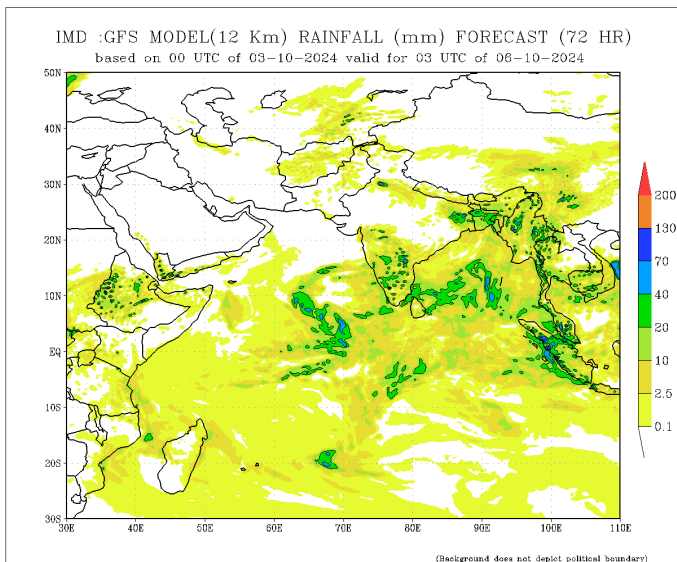 IMD :GFS MODEL(12 Km) RAINFALL (mm) FORECAST (72 HR)
based on 00 UTC of 03-10-2024 valid for 03 UTC of 06-10-2024
50N
40N
30N
20N
10N
EQ
10S
20S
30S
30E 40E 50E 60E 70E 80E 90E 100E 110E
200
130
70
40
20
10
2.5
0.1
(Background does not depict political boundary)